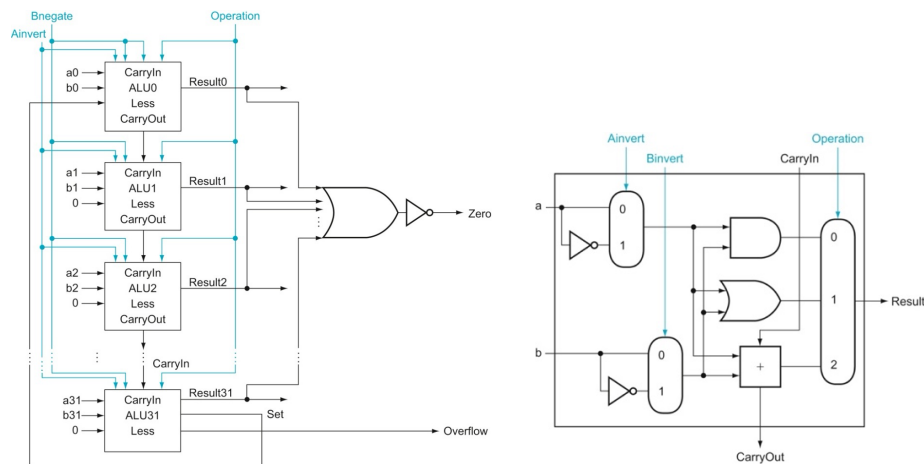 Bnegate
Operation
Ainvert
a0
b0
CarryIn
ALU0
Less
CarryOut
Result0
a1
b1
0
CarryIn
ALU1
Less
CarryOut
Result1
a2
b2
0
CarryIn
ALU2
Less
CarryOut
Result2
Zero
CarryIn
a31
b31
0
CarryIn
ALU31
Less
Result31
Set
Overflow
Ainvert
Binvert
CarryIn
Operation
a
0
1
b
0
1
+
0
1
2
Result
CarryOut